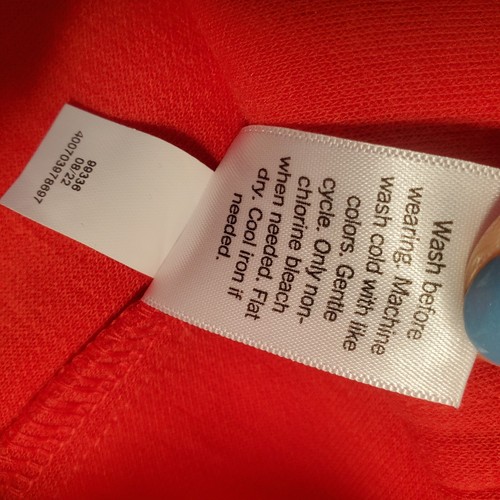 Wash before
wearing. Machine
wash cold with like
colors. Gentle
cycle. Only non-
chlorine bleach
when needed. Flat
dry. Cool iron if
needed.
99336
08/22
400703978697